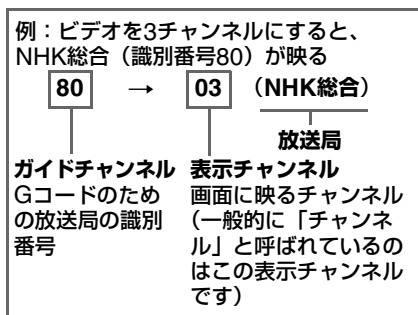 例：ビデオを3チャンネルにすると、
NHK総合（識別番号80）が映る
80 → 03 （NHK総合）
放送局
ガイドチャンネル
Gコードのため
の放送局の識別
番号
表示チャンネル
画面に映るチャンネル
（一般的に「チャンネ
ル」と呼ばれているの
はこの表示チャンネル
です）